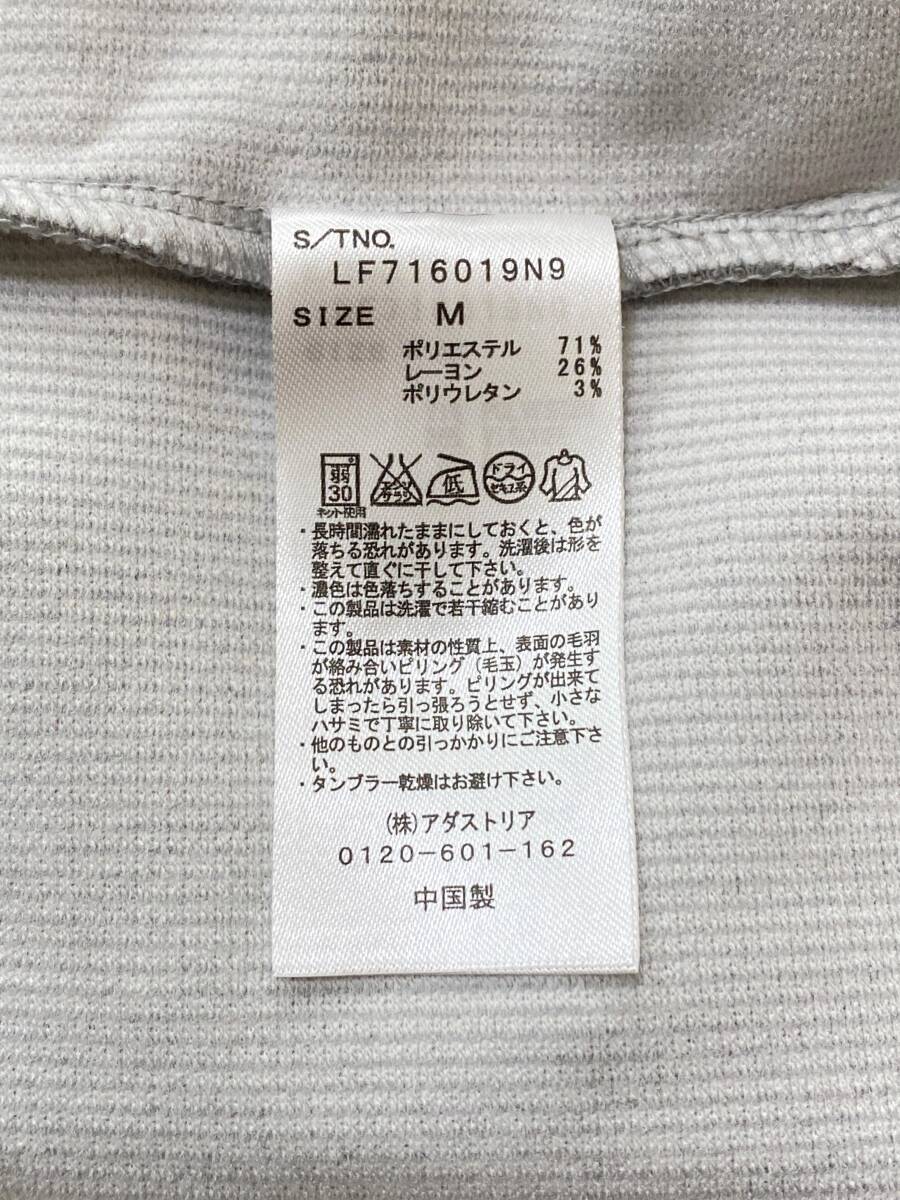 S/TNO.
LF716019N9
SIZE M
ポリエステル 71%
レーヨン 26%
ポリウレタン 3%
弱 30 エンソサラシ 低 ドライ セキユ系
ネット使用
・長時間濡れたままにしておくと、色が
落ちる恐れがあります。洗濯後は形を
整えて直ぐに干して下さい。
・濃色は色落ちすることがあります。
・この製品は洗濯で若干縮むことがあり
ます。
・この製品は素材の性質上、表面の毛羽
が絡み合いピリング（毛玉）が発生す
る恐れがあります。ピリングが出来て
しまったら引っ張ろうとせず、小さな
ハサミで丁寧に取り除いて下さい。
・他のものとの引っかかりにご注意下さ
い。
・タンブラー乾燥はお避け下さい。
(株)アダストリア
0120-601-162
中国製